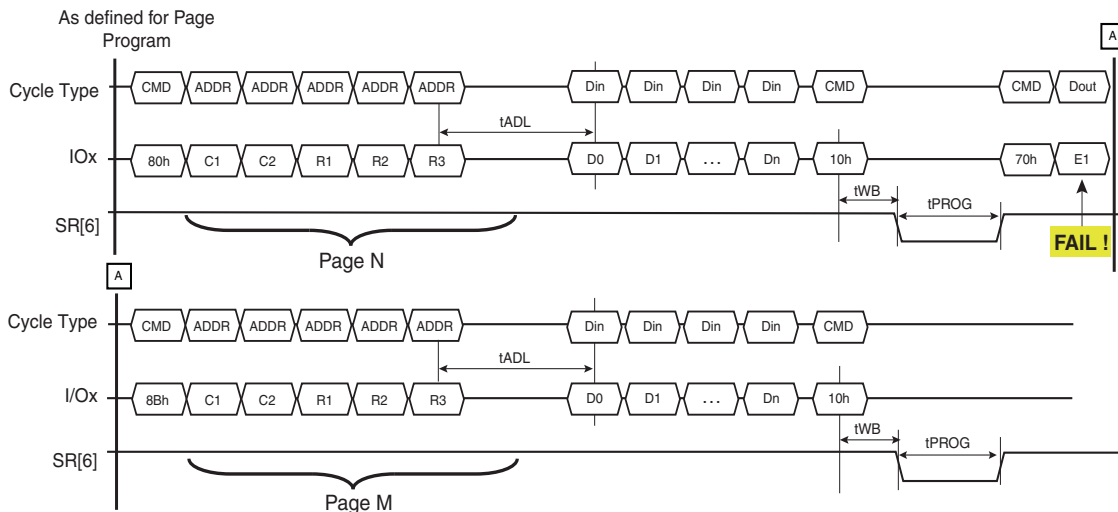 As defined for Page
Program
A
Cycle Type
CMD ADDR ADDR ADDR ADDR ADDR Din Din Din Din CMD CMD Dout
tADL
IOx
80h C1 C2 R1 R2 R3 D0 D1 ... Dn 10h 70h E1
tWB tPROG
SR[6]
FAIL !
Page N
A
Cycle Type
CMD ADDR ADDR ADDR ADDR ADDR Din Din Din Din CMD
tADL
I/Ox
8Bh C1 C2 R1 R2 R3 D0 D1 ... Dn 10h
tWB tPROG
SR[6]
Page M